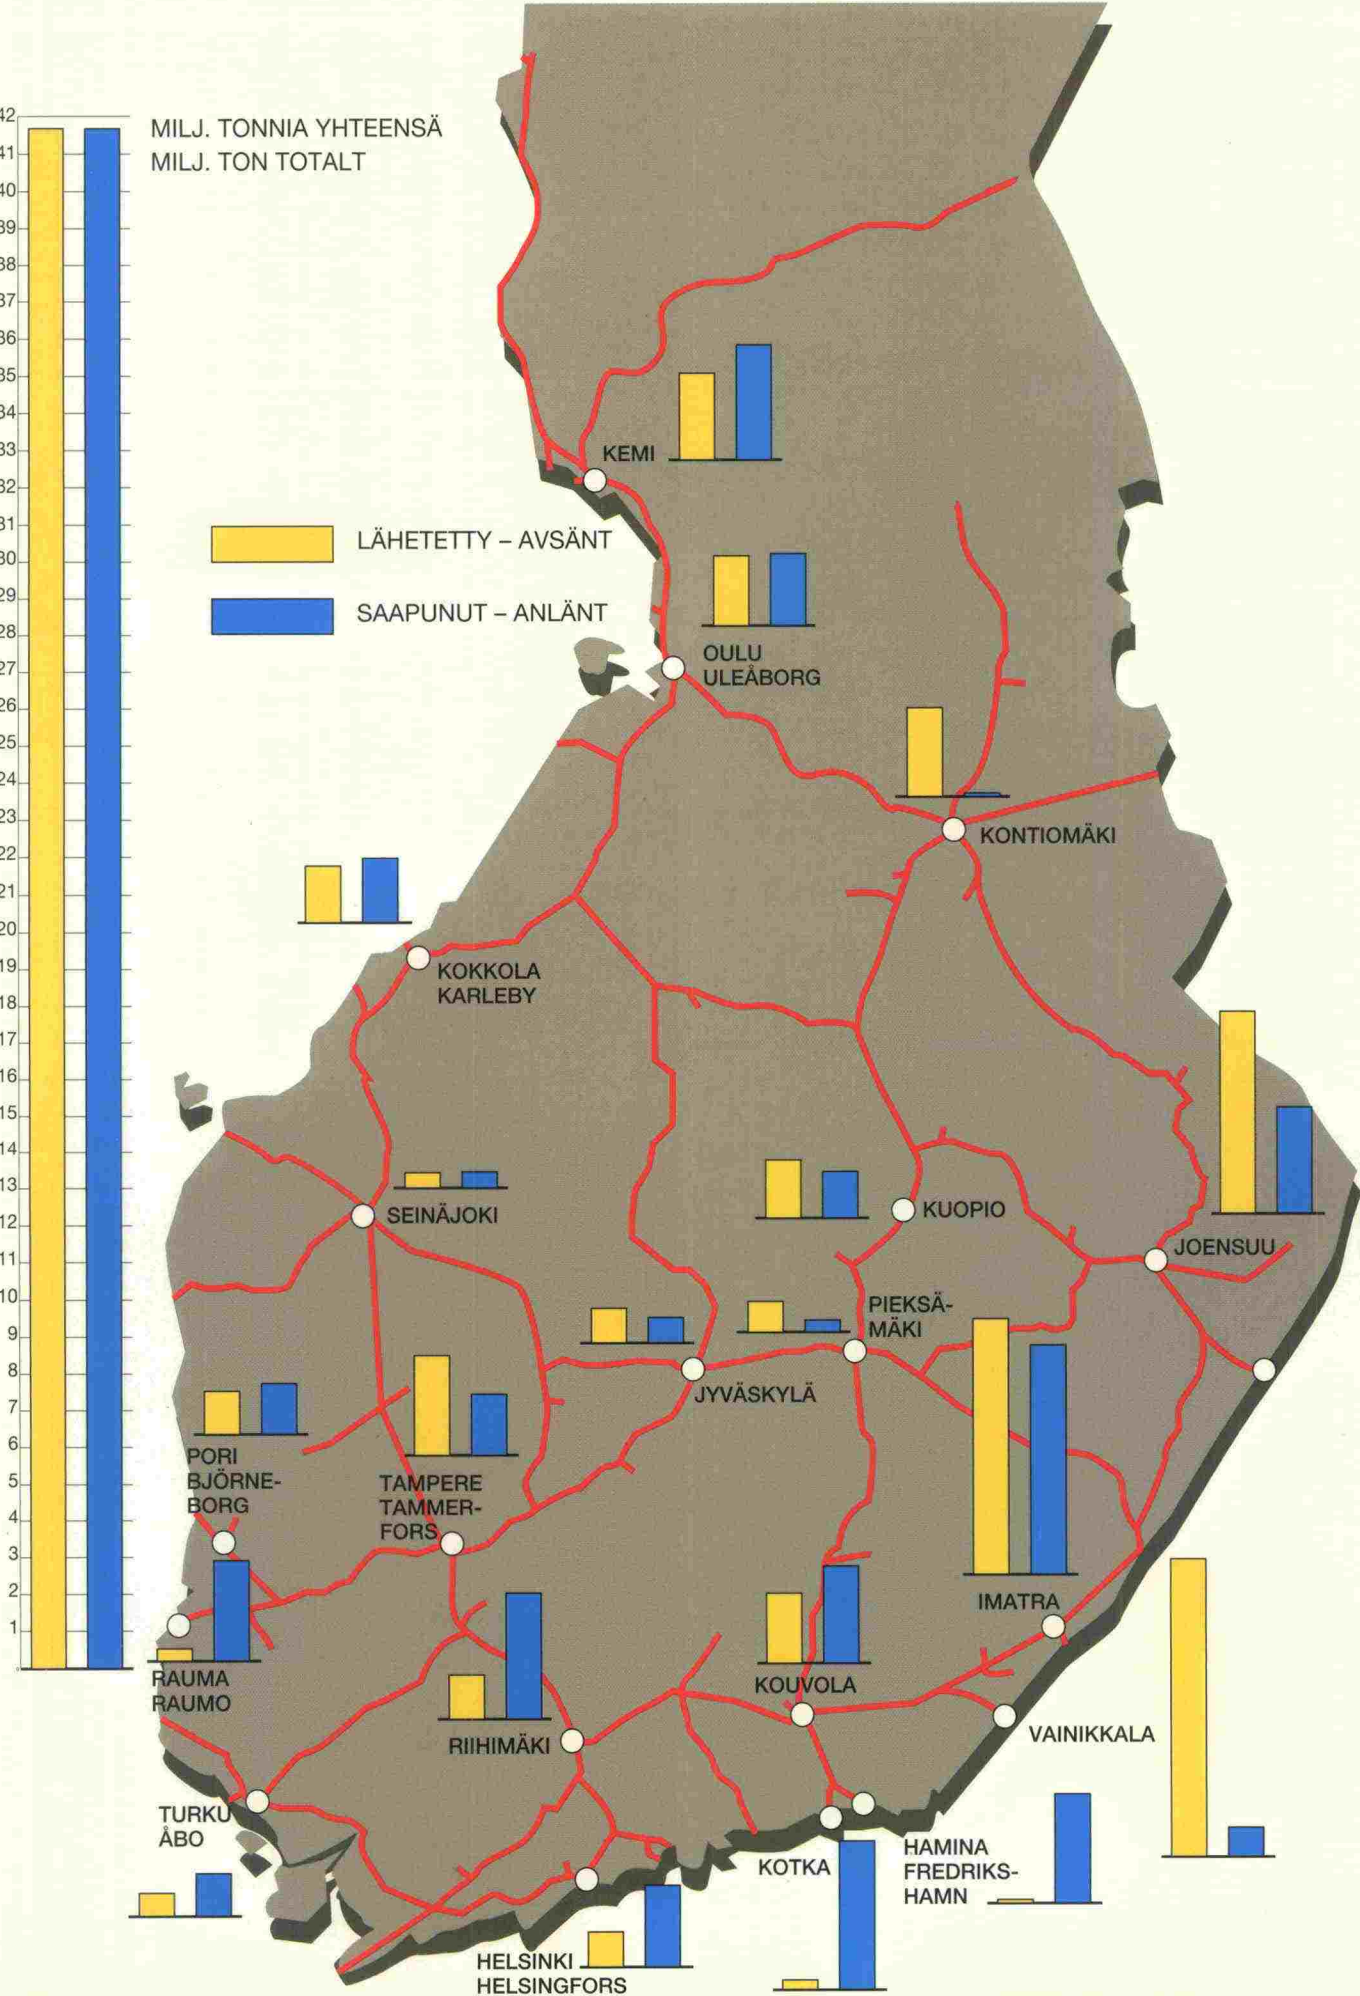 MILJ. TONNIA YHTEENSÄ
MILJ. TON TOTALT
42
41
40
39
38
37
36
35
34
33
32
31
30
29
28
27
26
25
24
23
22
21
20
19
18
17
16
15
14
13
12
11
10
9
8
7
6
5
4
3
2
1
LÄHETETTY – AVSÄNT
SAAPUNUT – ANLÄNT
KEMI
OULU
ULEÅBORG
KONTIOMÄKI
KOKKOLA
KARLEBY
SEINÄJOKI
KUOPIO
JOENSUU
PIEKSÄ-
MÄKI
JYVÄSKYLÄ
PORI
BJÖRNE-
BORG
TAMPERE
TAMMER-
FORS
IMATRA
RAUMA
RAUMO
KOUVOLA
RIIHIMÄKI
VAINIKKALA
TURKU
ÅBO
KOTKA
HAMINA
FREDRIKS-
HAMN
HELSINKI
HELSINGFORS